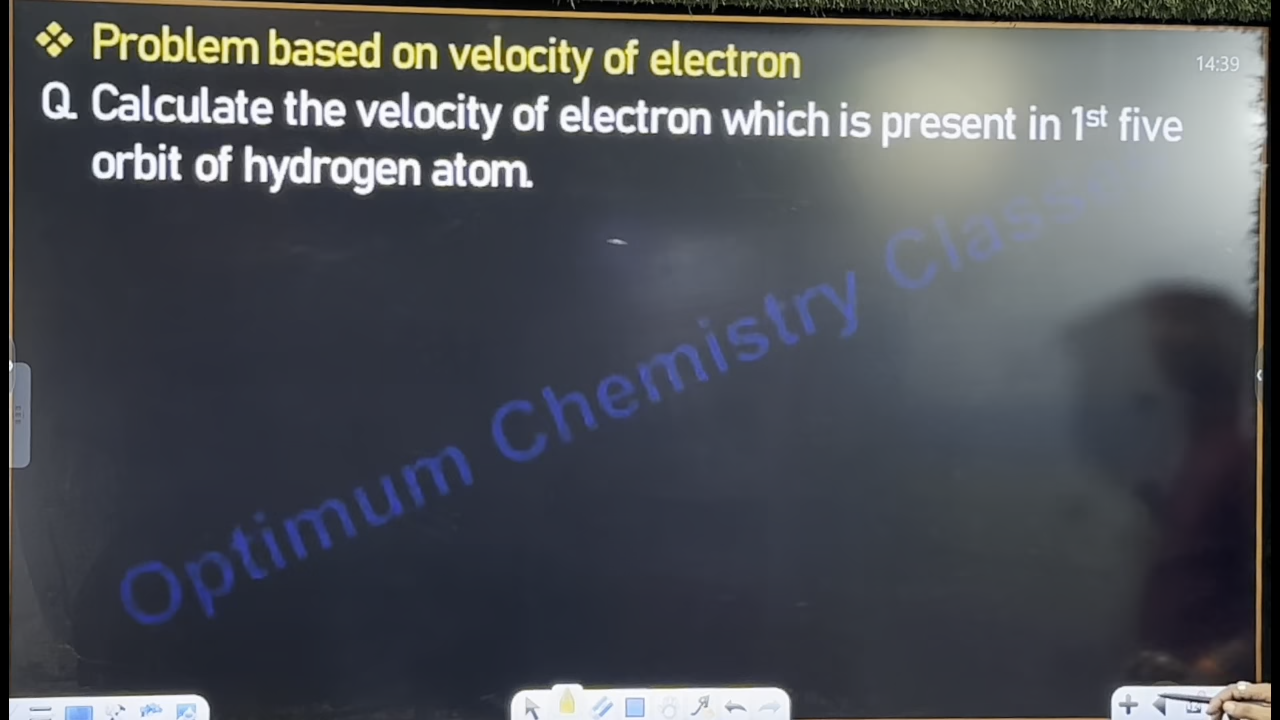 ❖ Problem based on velocity of electron
14:39
Q. Calculate the velocity of electron which is present in 1st five
orbit of hydrogen atom.
Optimum Chemistry Classes